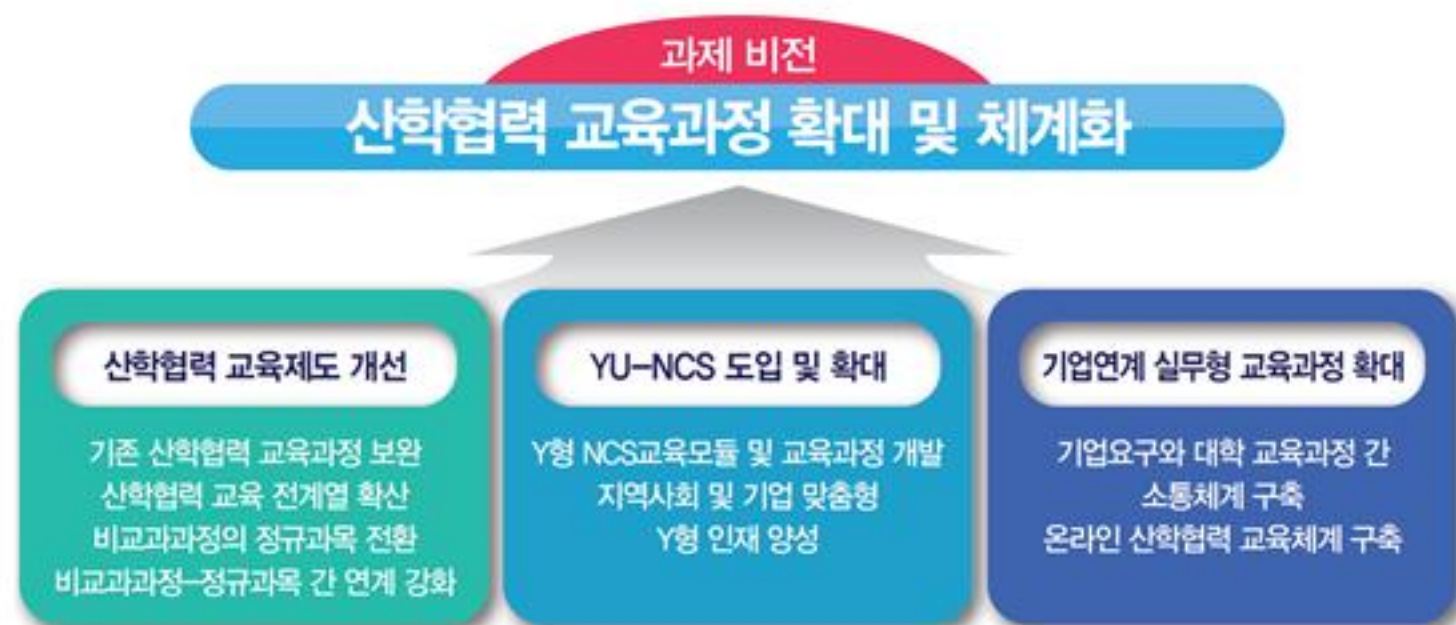 과제 비전
산학협력 교육과정 확대 및 체계화
산학협력 교육제도 개선
기존 산학협력 교육과정 보완
산학협력 교육 전계열 확산
비교과과정의 정규과목 전환
비교과과정-정규과목 간 연계 강화
YU-NCS 도입 및 확대
Y형 NCS교육모듈 및 교육과정 개발
지역사회 및 기업 맞춤형
Y형 인재 양성
기업연계 실무형 교육과정 확대
기업요구와 대학 교육과정 간
소통체계 구축
온라인 산학협력 교육체계 구축